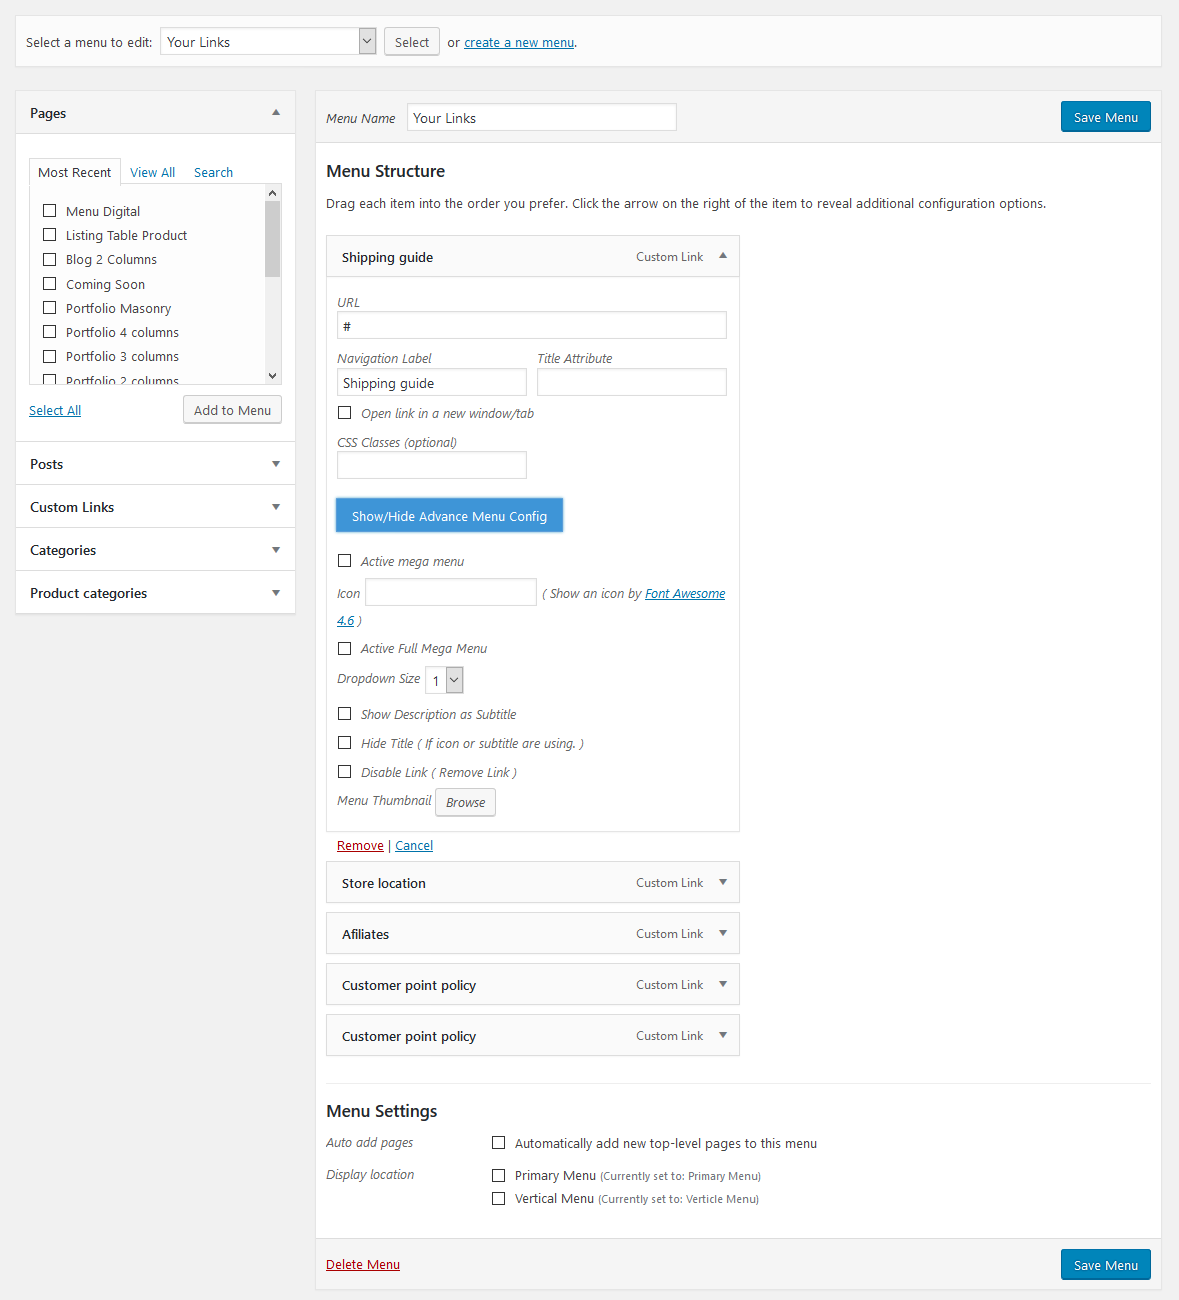 Select a menu to edit: Your Links Select or create a new menu.
Pages
Most Recent View All Search
Menu Digital
Listing Table Product
Blog 2 Columns
Coming Soon
Portfolio Masonry
Portfolio 4 columns
Portfolio 3 columns
Portfolio 2 columns
Select All Add to Menu
Posts
Custom Links
Categories
Product categories
Menu Name Your Links Save Menu
Menu Structure
Drag each item into the order you prefer. Click the arrow on the right of the item to reveal additional configuration options.
Shipping guide Custom Link
URL
#
Navigation Label Title Attribute
Shipping guide
Open link in a new window/tab
CSS Classes (optional)
Show/Hide Advance Menu Config
Active mega menu
Icon ( Show an icon by Font Awesome
4.6 )
Active Full Mega Menu
Dropdown Size 1
Show Description as Subtitle
Hide Title ( If icon or subtitle are using. )
Disable Link ( Remove Link )
Menu Thumbnail Browse
Remove | Cancel
Store location Custom Link
Afiliates Custom Link
Customer point policy Custom Link
Customer point policy Custom Link
Menu Settings
Auto add pages Automatically add new top-level pages to this menu
Display location Primary Menu (Currently set to: Primary Menu)
Vertical Menu (Currently set to: Verticle Menu)
Delete Menu Save Menu